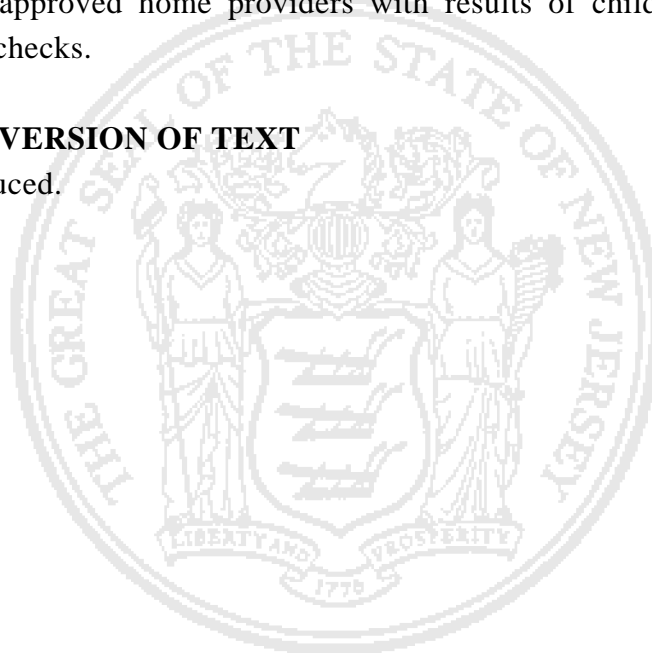 approved home providers with results of child
checks.
VERSION OF TEXT
uced.
THE GREAT SEAL OF THE STATE OF NEW JERSEY
LIBERTY AND PROSPERITY
1776